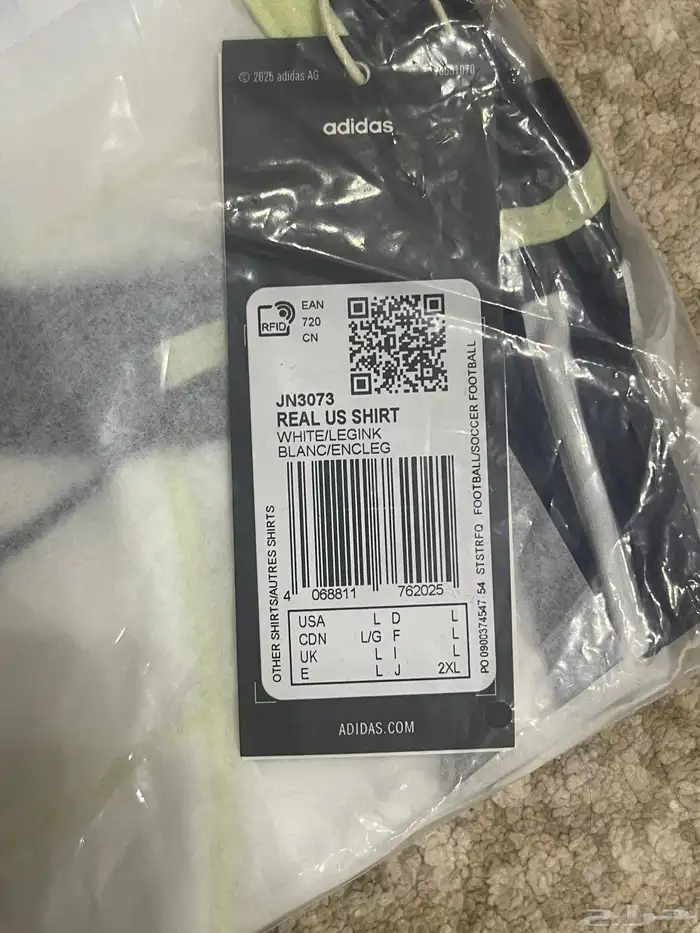 © 2025 adidas AG
adidas
RFID
EAN
720
CN
JN3073
REAL US SHIRT
WHITE/LEGINK
BLANC/ENCLEG
4 068811 762025
USA L D L
CDN L/G F L
UK L I L
E L J 2XL
OTHER SHIRTS/AUTRES SHIRTS
PO 0900374547 54 STSTRFQ FOOTBALL/SOCCER FOOTBALL
ADIDAS.COM
حراج